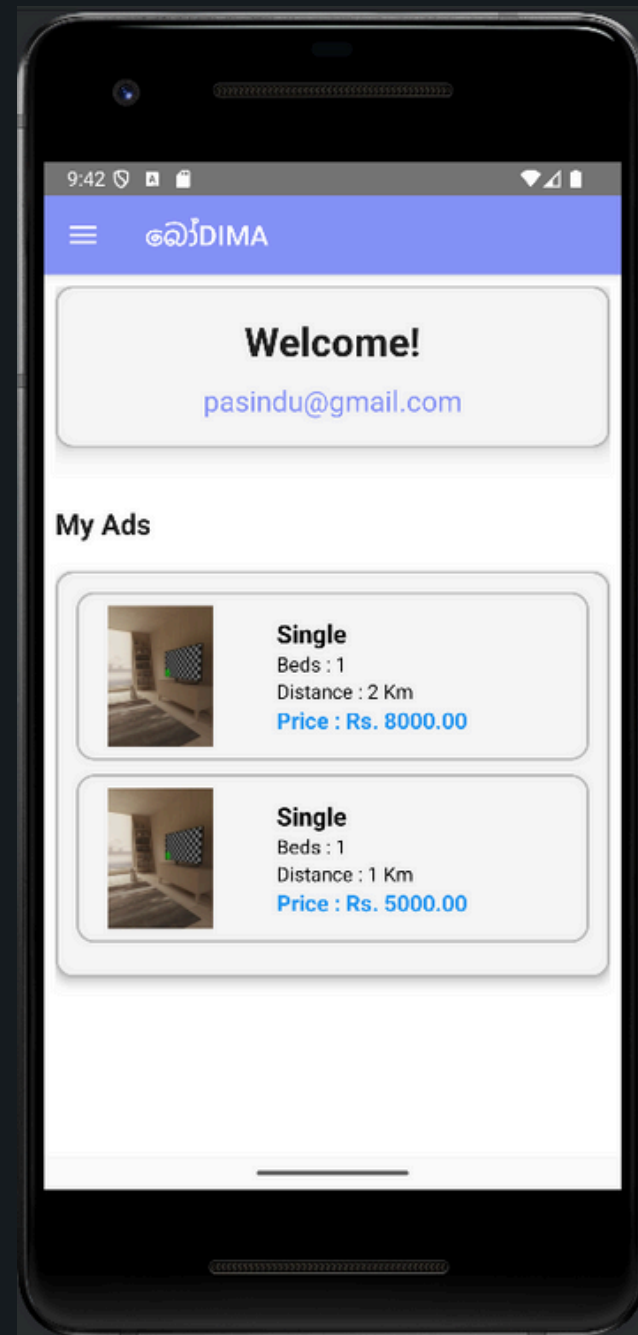 9:42
බෝDIMA
Welcome!
pasindu@gmail.com
My Ads
Single
Beds : 1
Distance : 2 Km
Price : Rs. 8000.00
Single
Beds : 1
Distance : 1 Km
Price : Rs. 5000.00